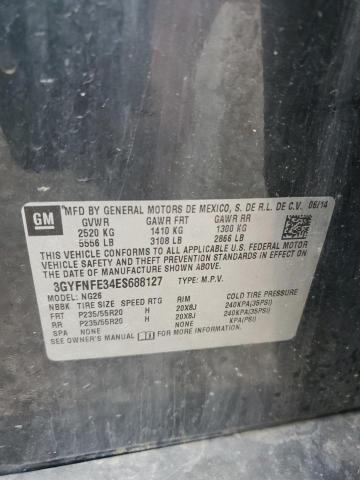 GM
MFD BY GENERAL MOTORS DE MEXICO, S. DE R.L. DE C.V. 06/14
GVWR GAWR FRT GAWR RR
2520 KG 1410 KG 1300 KG
5556 LB 3108 LB 2866 LB
THIS VEHICLE CONFORMS TO ALL APPLICABLE U.S. FEDERAL MOTOR
VEHICLE SAFETY AND THEFT PREVENTION STANDARDS IN EFFECT ON
THE DATE OF MANUFACTURE SHOWN ABOVE.
3GYFNFE34ES688127 TYPE: M.P.V.
MODEL: NG26
NBBK TIRE SIZE SPEED RTG RIM COLD TIRE PRESSURE
FRT P235/55R20 H 20X8J 240KPA(35PSI)
RR P235/55R20 H 20X8J 240KPA(35PSI)
SPA NONE NONE KPA(PSI)
SEE OWNER MANUAL FOR MORE INFORMATION.